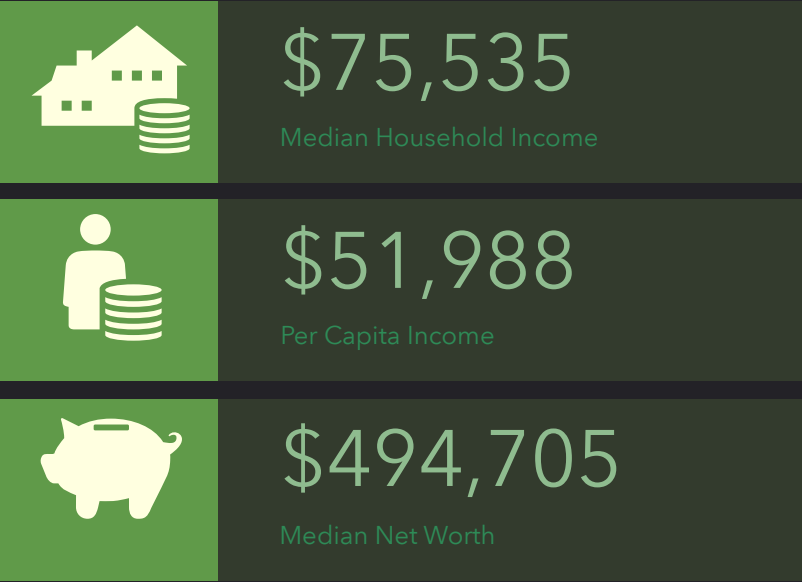 $75,535
Median Household Income
$51,988
Per Capita Income
$494,705
Median Net Worth